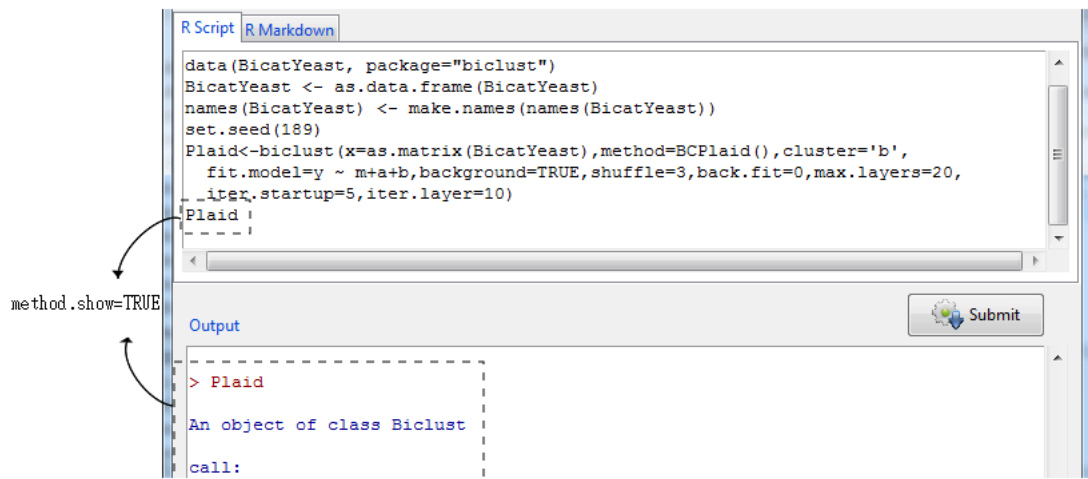 R Script R Markdown
data(BicatYeast, package="biclust")
BicatYeast <- as.data.frame(BicatYeast)
names(BicatYeast) <- make.names(names(BicatYeast))
set.seed(189)
Plaid<-biclust(x=as.matrix(BicatYeast),method=BCPlaid(),cluster='b',
  fit.model=y ~ m+a+b,background=TRUE,shuffle=3,back.fit=0,max.layers=20,
  iter.startup=5,iter.layer=10)
Plaid
method.show=TRUE
Submit
Output
> Plaid
An object of class Biclust
call: